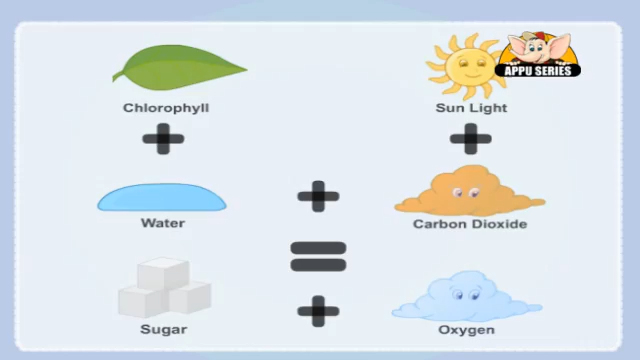 APPU SERIES
Chlorophyll
Sun Light
+
+
Water
+
Carbon Dioxide
=
Sugar
+
Oxygen